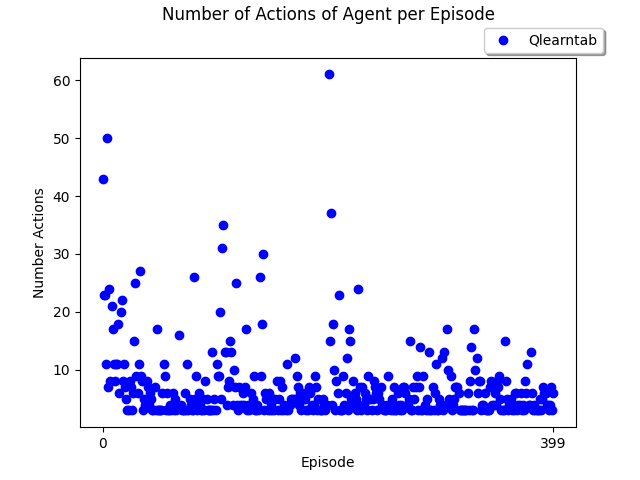 Number of Actions of Agent per Episode
Qlearntab
60
50
40
30
20
10
Number Actions
0
399
Episode